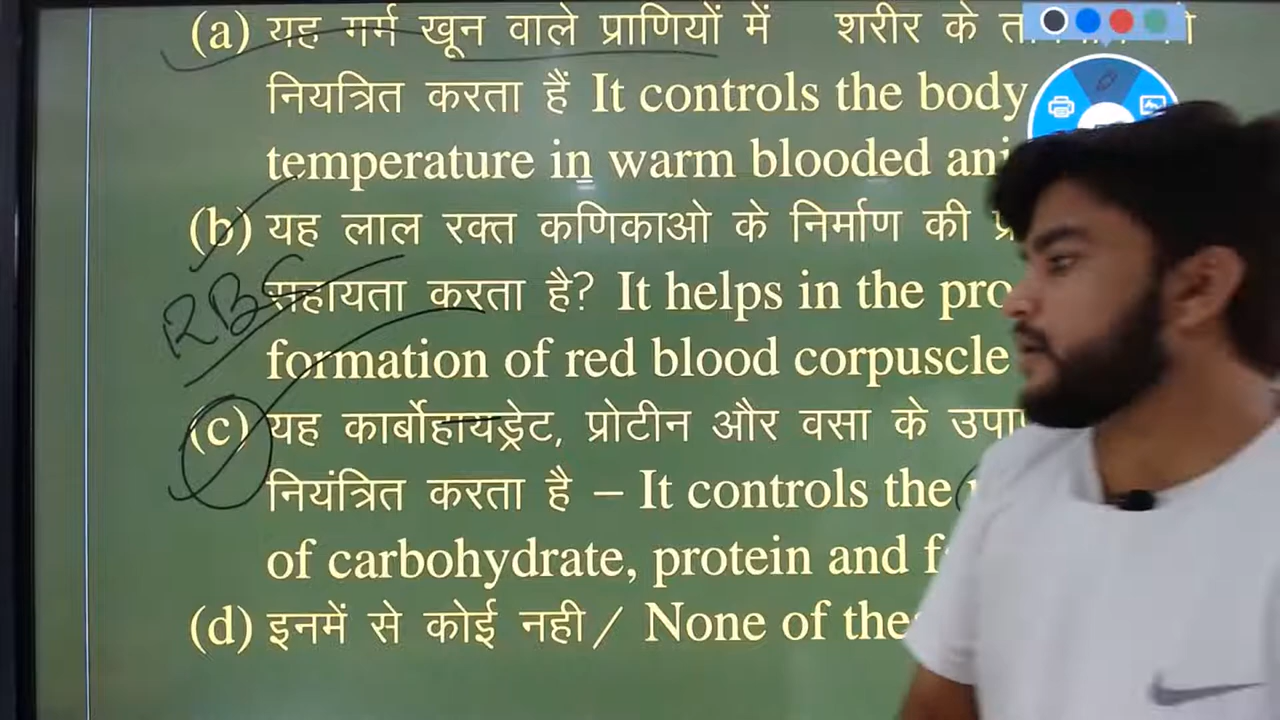 (a) यह गर्म खून वाले प्राणियों में शरीर के
नियत्रित करता हैं It controls the body
temperature in warm blooded
(b) यह लाल रक्त कणिकाओ के निर्माण की
RBC
सहायता करता है? It helps in the
formation of red blood corpuscle
(c) यह कार्बोहायड्रेट, प्रोटीन और वसा के
नियंत्रित करता है – It controls the
of carbohydrate, protein and
(d) इनमें से कोई नही / None of